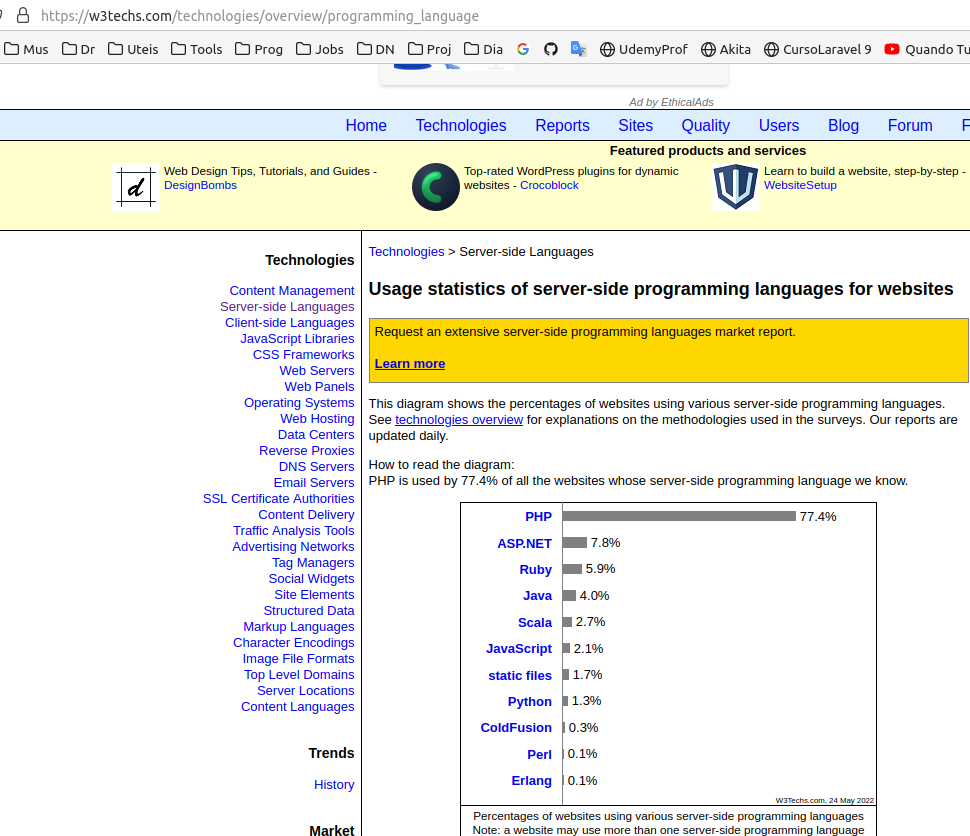 https://w3techs.com/technologies/overview/programming_language
Mus Dr Uteis Tools Prog Jobs DN Proj Dia UdemyProf Akita CursoLaravel 9 Quando Tu
Ad by EthicalAds
Home Technologies Reports Sites Quality Users Blog Forum F
Featured products and services
Web Design Tips, Tutorials, and Guides -
DesignBombs
Top-rated WordPress plugins for dynamic
websites - Crocoblock
Learn to build a website, step-by-step -
WebsiteSetup
Technologies
Content Management
Server-side Languages
Client-side Languages
JavaScript Libraries
CSS Frameworks
Web Servers
Web Panels
Operating Systems
Web Hosting
Data Centers
Reverse Proxies
DNS Servers
Email Servers
SSL Certificate Authorities
Content Delivery
Traffic Analysis Tools
Advertising Networks
Tag Managers
Social Widgets
Site Elements
Structured Data
Markup Languages
Character Encodings
Image File Formats
Top Level Domains
Server Locations
Content Languages
Trends
History
Market
Technologies > Server-side Languages
Usage statistics of server-side programming languages for websites
Request an extensive server-side programming languages market report.
Learn more
This diagram shows the percentages of websites using various server-side programming languages.
See technologies overview for explanations on the methodologies used in the surveys. Our reports are
updated daily.
How to read the diagram:
PHP is used by 77.4% of all the websites whose server-side programming language we know.
PHP 77.4%
ASP.NET 7.8%
Ruby 5.9%
Java 4.0%
Scala 2.7%
JavaScript 2.1%
static files 1.7%
Python 1.3%
ColdFusion 0.3%
Perl 0.1%
Erlang 0.1%
W3Techs.com, 24 May 2022
Percentages of websites using various server-side programming languages
Note: a website may use more than one server-side programming language